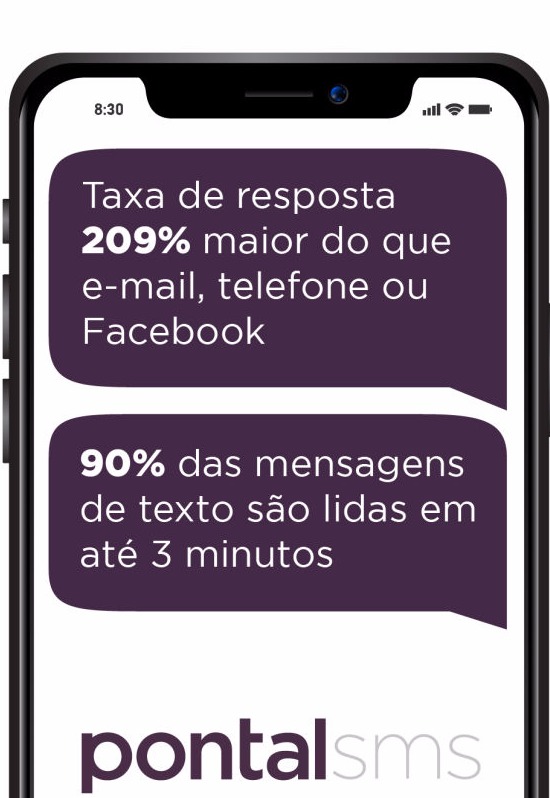 8:30
Taxa de resposta
209% maior do que
e-mail, telefone ou
Facebook
90% das mensagens
de texto são lidas em
até 3 minutos
pontalsms